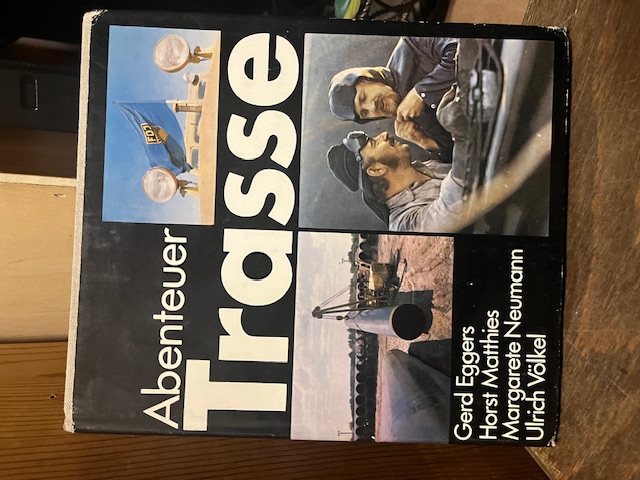 Abenteuer
Trasse
Gerd Eggers
Horst Matthies
Margarete Neumann
Ulrich Völkel